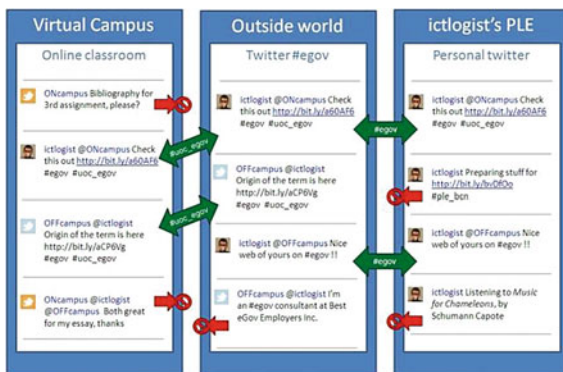 Virtual Campus
Online classroom
ONcampus Bibliography for
3rd assignment, please?
ictlogist @ONcampus Check
this out http://bit.ly/a60AF6
#egov #uoc_egov
OFFcampus @ictlogist
Origin of the term is here
http://bit.ly/aCP6Vg
#egov #uoc_egov
ONcampus @ictlogist
@OFFcampus Both great
for my essay, thanks
#uoc_egov
#uoc_egov
Outside world
Twitter #egov
ictlogist @ONcampus Check
this out http://bit.ly/a60AF6
#egov #uoc_egov
OFFcampus @ictlogist
Origin of the term is here
http://bit.ly/aCP6Vg
#egov #uoc_egov
ictlogist @OFFcampus Nice
web of yours on #egov !!
OFFcampus @ictlogist I'm
an #egov consultant at Best
eGov Employers Inc.
#egov
#egov
ictlogist's PLE
Personal twitter
ictlogist @ONcampus Check
this out http://bit.ly/a60AF6
#egov #uoc_egov
ictlogist Preparing stuff for
http://bit.ly/bvDfOo
#ple_bcn
ictlogist @OFFcampus Nice
web of yours on #egov !!
ictlogist Listening to Music
for Chameleons, by
Schumann Capote